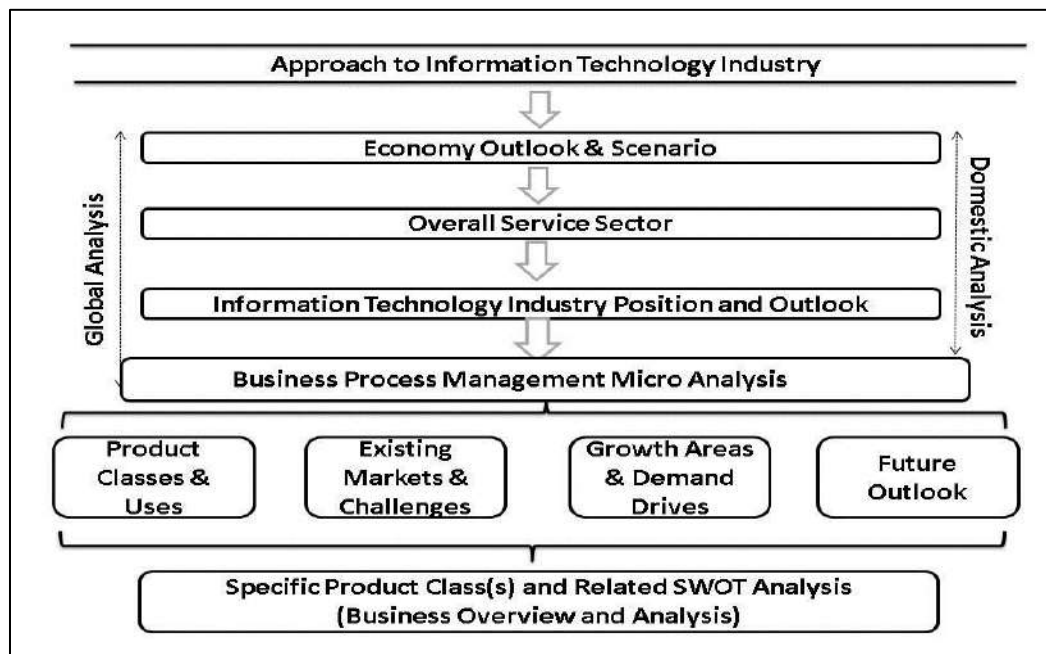 Approach to Information Technology Industry
Economy Outlook & Scenario
Overall Service Sector
Information Technology Industry Position and Outlook
Global Analysis
Domestic Analysis
Business Process Management Micro Analysis
Product
Classes &
Uses
Existing
Markets &
Challenges
Growth Areas
& Demand
Drives
Future
Outlook
Specific Product Class(s) and Related SWOT Analysis
(Business Overview and Analysis)